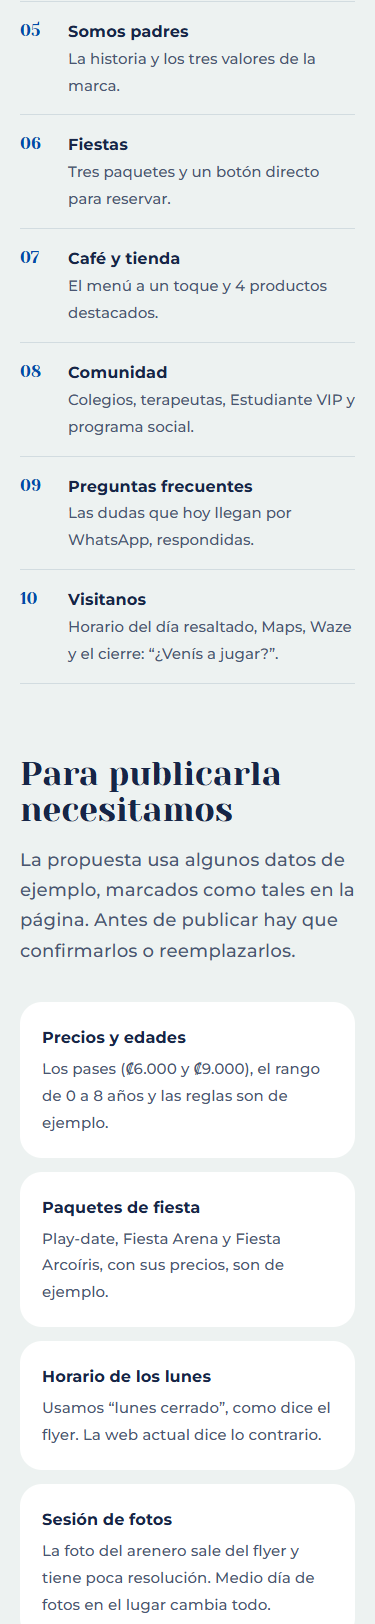 05
Somos padres
La historia y los tres valores de la
marca.
06
Fiestas
Tres paquetes y un botón directo
para reservar.
07
Café y tienda
El menú a un toque y 4 productos
destacados.
08
Comunidad
Colegios, terapeutas, Estudiante VIP y
programa social.
09
Preguntas frecuentes
Las dudas que hoy llegan por
WhatsApp, respondidas.
10
Visitanos
Horario del día resaltado, Maps, Waze
y el cierre: “¿Venís a jugar?”.
Para publicarla
necesitamos
La propuesta usa algunos datos de
ejemplo, marcados como tales en la
página. Antes de publicar hay que
confirmarlos o reemplazarlos.
Precios y edades
Los pases (₡6.000 y ₡9.000), el rango
de 0 a 8 años y las reglas son de
ejemplo.
Paquetes de fiesta
Play-date, Fiesta Arena y Fiesta
Arcoíris, con sus precios, son de
ejemplo.
Horario de los lunes
Usamos “lunes cerrado”, como dice el
flyer. La web actual dice lo contrario.
Sesión de fotos
La foto del arenero sale del flyer y
tiene poca resolución. Medio día de
fotos en el lugar cambia todo.